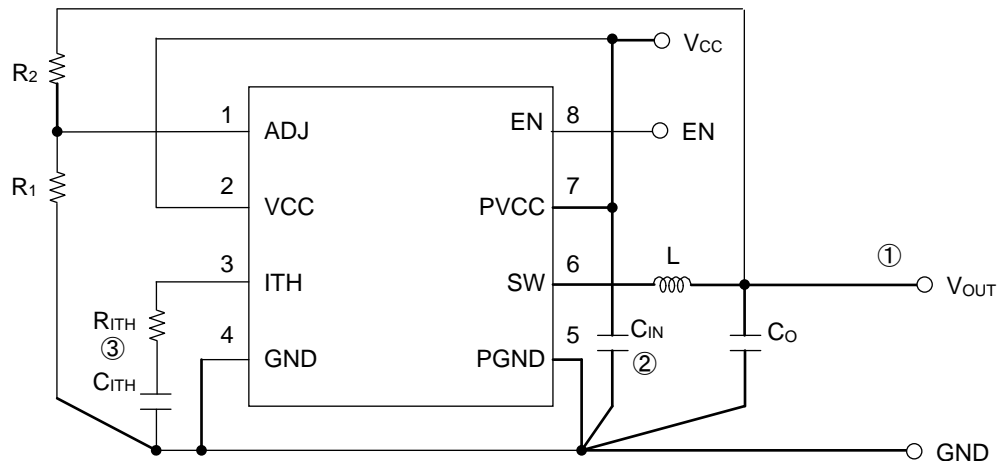 R2
R1
1
ADJ
2
VCC
3
ITH
4
GND
RITH
③
CITH
EN
8
EN
PVCC
7
SW
6
PGND
5
VCC
L
①
VOUT
CIN
②
CO
GND